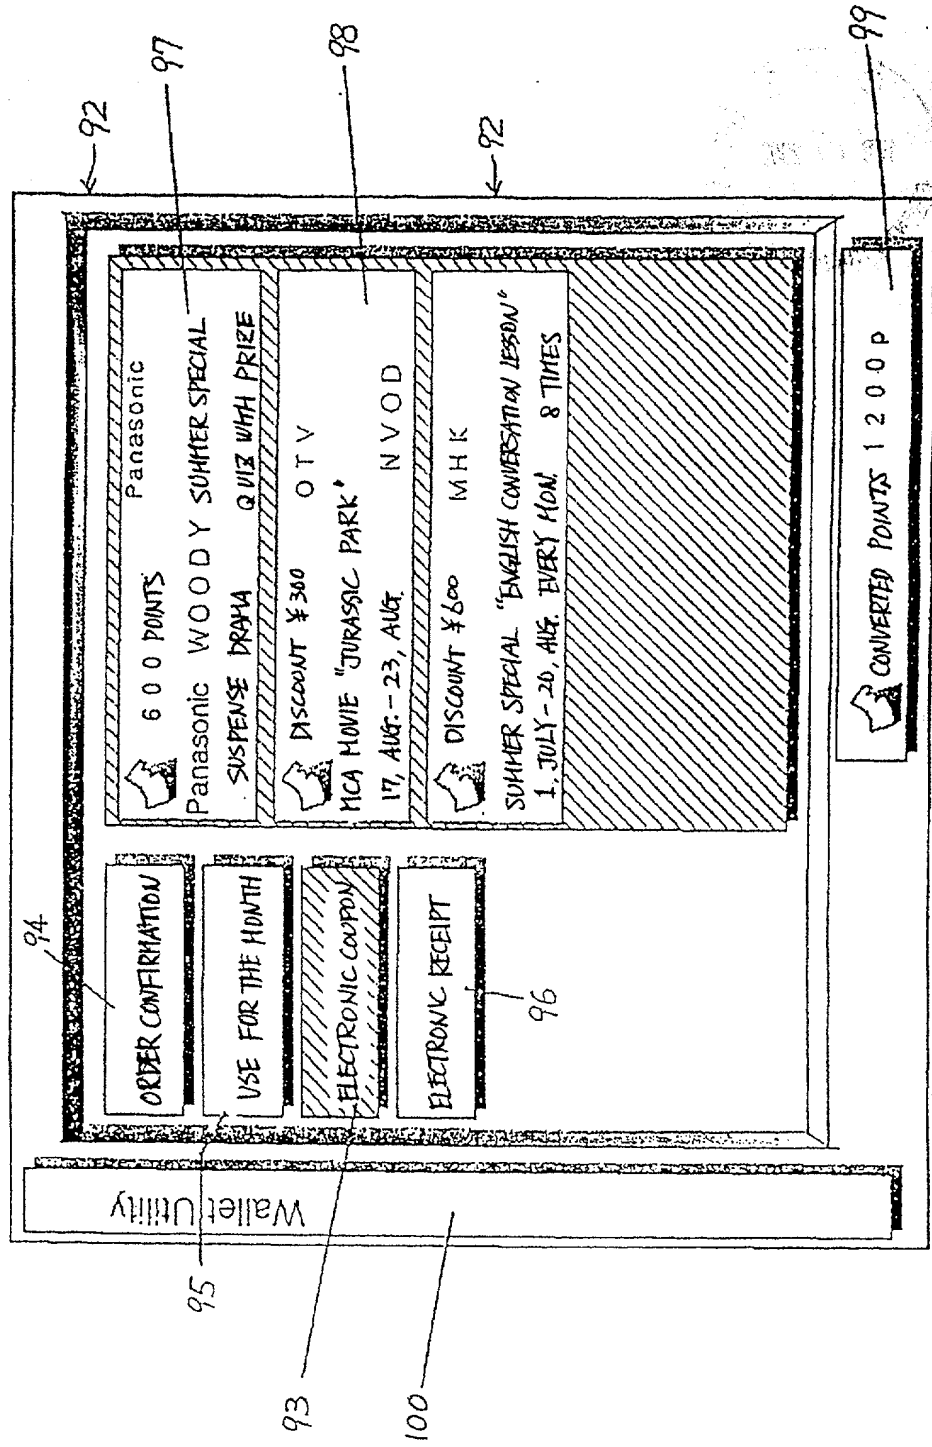 Wallet Utility
100
ORDER CONFIRMATION
94
USE FOR THE MONTH
95
ELECTRONIC COUPON
93
ELECTRONIC RECEIPT
96
600 POINTS Panasonic
Panasonic WOODY SUMMER SPECIAL
SUSPENSE DRAMA QUIZ WITH PRIZE
97
DISCOUNT ¥300 OTV
MCA MOVIE "JURASSIC PARK"
17, AUG.-23, AUG. NVOD
98
DISCOUNT ¥600 MHK
SUMMER SPECIAL "ENGLISH CONVERSATION LESSON"
1. JULY-20, AUG. EVERY MON. 8 TIMES
92
92
CONVERTED POINTS 1200p
99